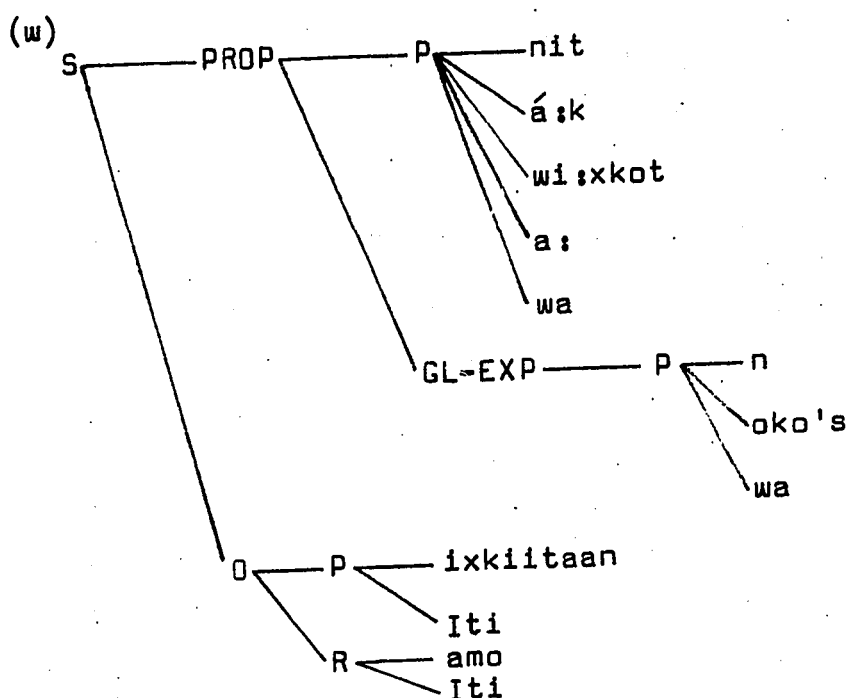 (w)
S PROP P nit
á:k
wi:xkot
a:
wa
GL-EXP P n
oko's
wa
O P ixkiitaan
Iti
R amo
Iti